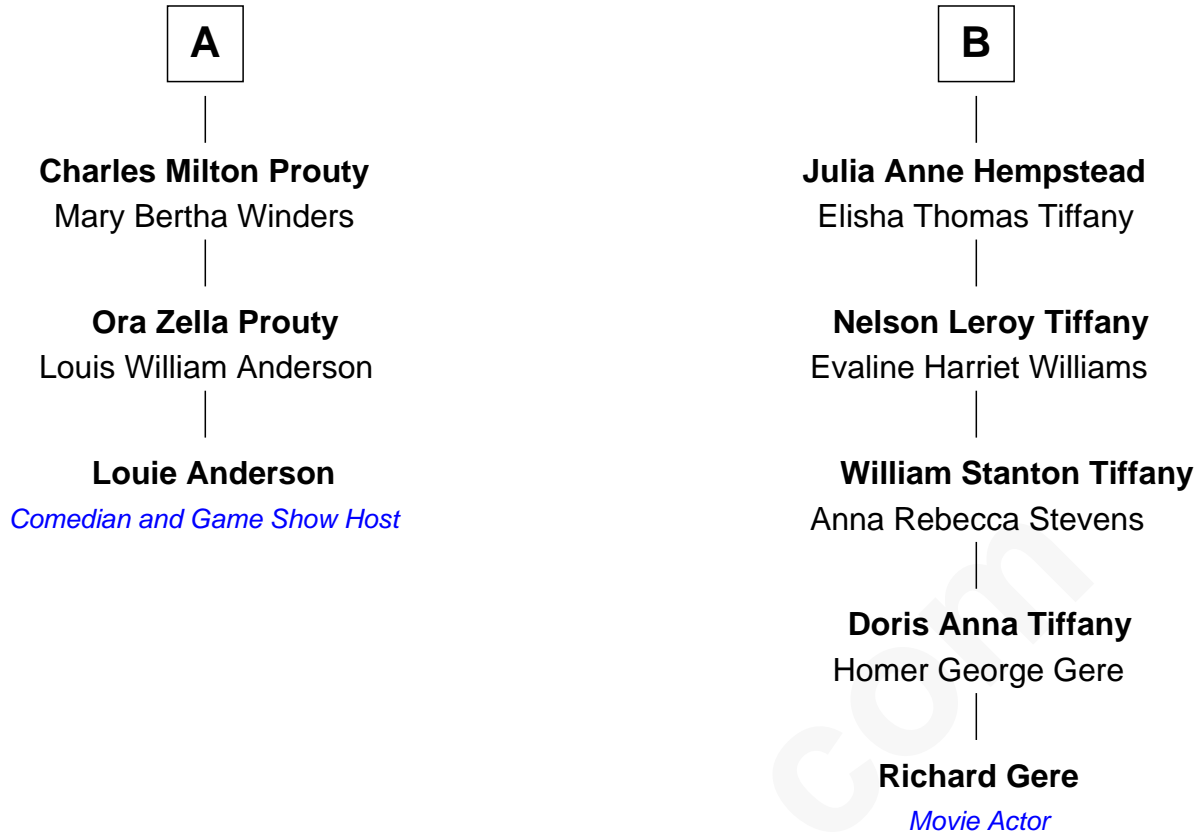 A
Charles Milton Prouty
Mary Bertha Winders
Ora Zella Prouty
Louis William Anderson
Louie Anderson
Comedian and Game Show Host
B
Julia Anne Hempstead
Elisha Thomas Tiffany
Nelson Leroy Tiffany
Evaline Harriet Williams
William Stanton Tiffany
Anna Rebecca Stevens
Doris Anna Tiffany
Homer George Gere
Richard Gere
Movie Actor
com